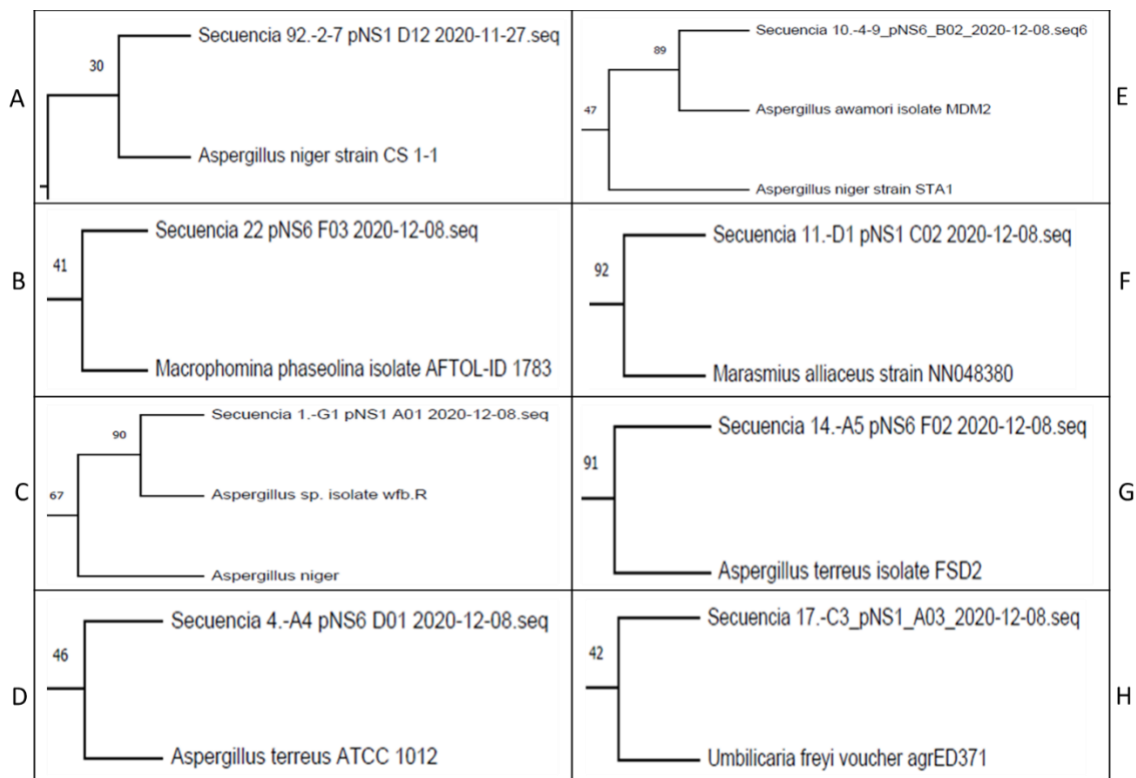 A
Secuencia 92.-2-7 pNS1 D12 2020-11-27.seq
30
Aspergillus niger strain CS 1-1
B
Secuencia 22 pNS6 F03 2020-12-08.seq
41
Macrophomina phaseolina isolate AFTOL-ID 1783
C
Secuencia 1.-G1 pNS1 A01 2020-12-08.seq
90
Aspergillus sp. isolate wfb.R
67
Aspergillus niger
D
Secuencia 4.-A4 pNS6 D01 2020-12-08.seq
46
Aspergillus terreus ATCC 1012
E
Secuencia 10.-4-9_pNS6_B02_2020-12-08.seq6
89
Aspergillus awamori isolate MDM2
47
Aspergillus niger strain STA1
F
Secuencia 11.-D1 pNS1 C02 2020-12-08.seq
92
Marasmius alliaceus strain NN048380
G
Secuencia 14.-A5 pNS6 F02 2020-12-08.seq
91
Aspergillus terreus isolate FSD2
H
Secuencia 17.-C3_pNS1_A03_2020-12-08.seq
42
Umbilicaria freyi voucher agrED371